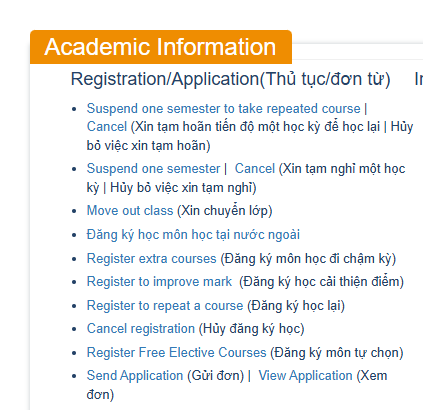 Academic Information
Registration/Application(Thủ tục/đơn từ)
Suspend one semester to take repeated course |
Cancel (Xin tạm hoãn tiến độ một học kỳ để học lại | Hủy
bỏ việc xin tạm hoãn)
Suspend one semester | Cancel (Xin tạm nghỉ một học
kỳ | Hủy bỏ việc xin tạm nghỉ)
Move out class (Xin chuyển lớp)
Đăng ký học môn học tại nước ngoài
Register extra courses (Đăng ký môn học đi chậm kỳ)
Register to improve mark (Đăng ký học cải thiện điểm)
Register to repeat a course (Đăng ký học lại)
Cancel registration (Hủy đăng ký học)
Register Free Elective Courses (Đăng ký môn tự chọn)
Send Application (Gửi đơn) | View Application (Xem
đơn)